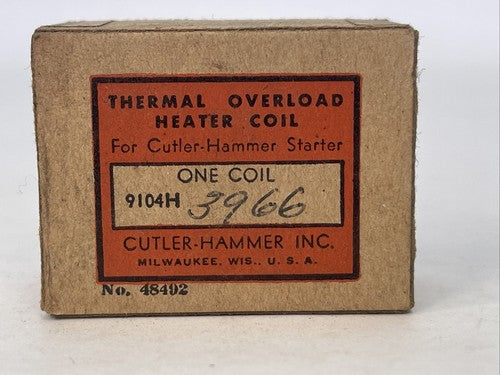 THERMAL OVERLOAD
HEATER COIL
For Cutler-Hammer Starter
ONE COIL
9104H 3966
CUTLER-HAMMER INC.
MILWAUKEE, WIS., U. S. A.
No. 48492